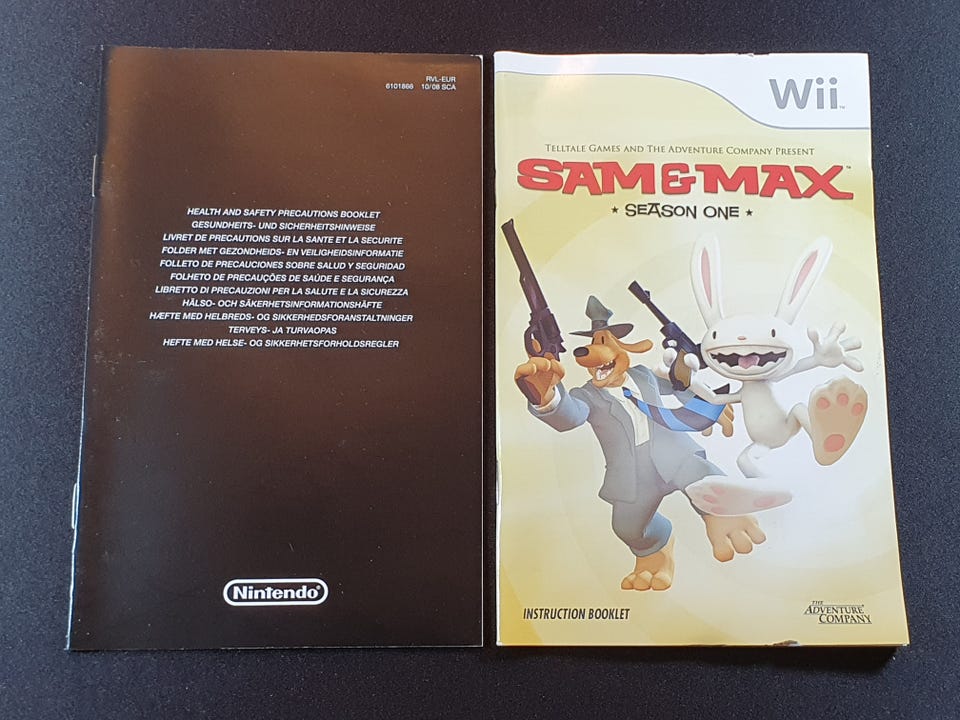 RVL-EUR
6101866 10/08 SCA
HEALTH AND SAFETY PRECAUTIONS BOOKLET
GESUNDHEITS- UND SICHERHEITSHINWEISE
LIVRET DE PRECAUTIONS SUR LA SANTE ET LA SECURITE
FOLDER MET GEZONDHEIDS- EN VEILIGHEIDSINFORMATIE
FOLLETO DE PRECAUCIONES SOBRE SALUD Y SEGURIDAD
FOLHETO DE PRECAUÇÕES DE SAÚDE E SEGURANÇA
LIBRETTO DI PRECAUZIONI PER LA SALUTE E LA SICUREZZA
HÄLSO- OCH SÄKERHETSINFORMATIONSHÄFTE
HÆFTE MED HELBREDS- OG SIKKERHEDSFORANSTALTNINGER
TERVEYS- JA TURVAOPAS
HEFTE MED HELSE- OG SIKKERHETSFORHOLDSREGLER
Nintendo®
Wii™
TELLTALE GAMES AND THE ADVENTURE COMPANY PRESENT
SAM&MAX™
★ SEASON ONE ★
INSTRUCTION BOOKLET
THE
ADVENTURE
COMPANY